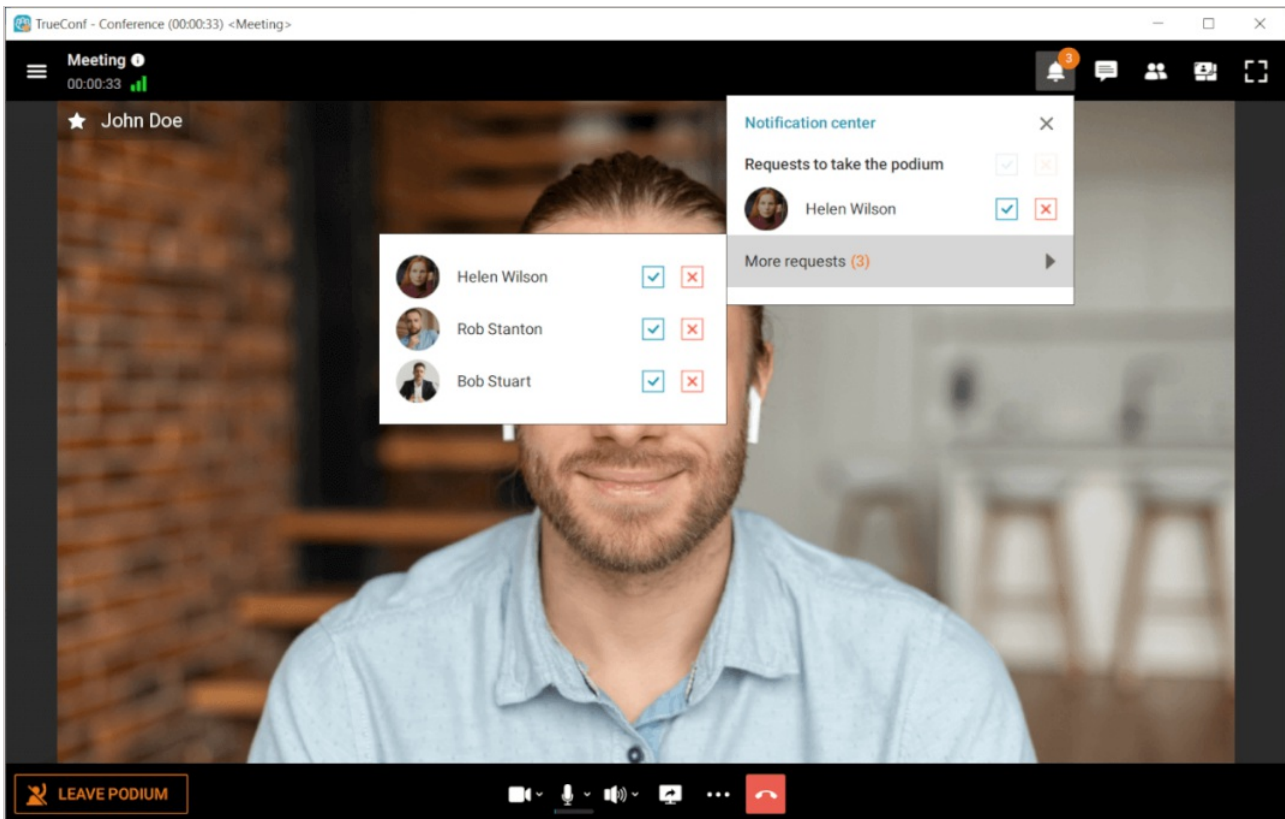 TrueConf - Conference (00:00:33) <Meeting>
Meeting
00:00:33
3
John Doe
Notification center
Requests to take the podium
Helen Wilson
More requests (3)
Helen Wilson
Rob Stanton
Bob Stuart
LEAVE PODIUM